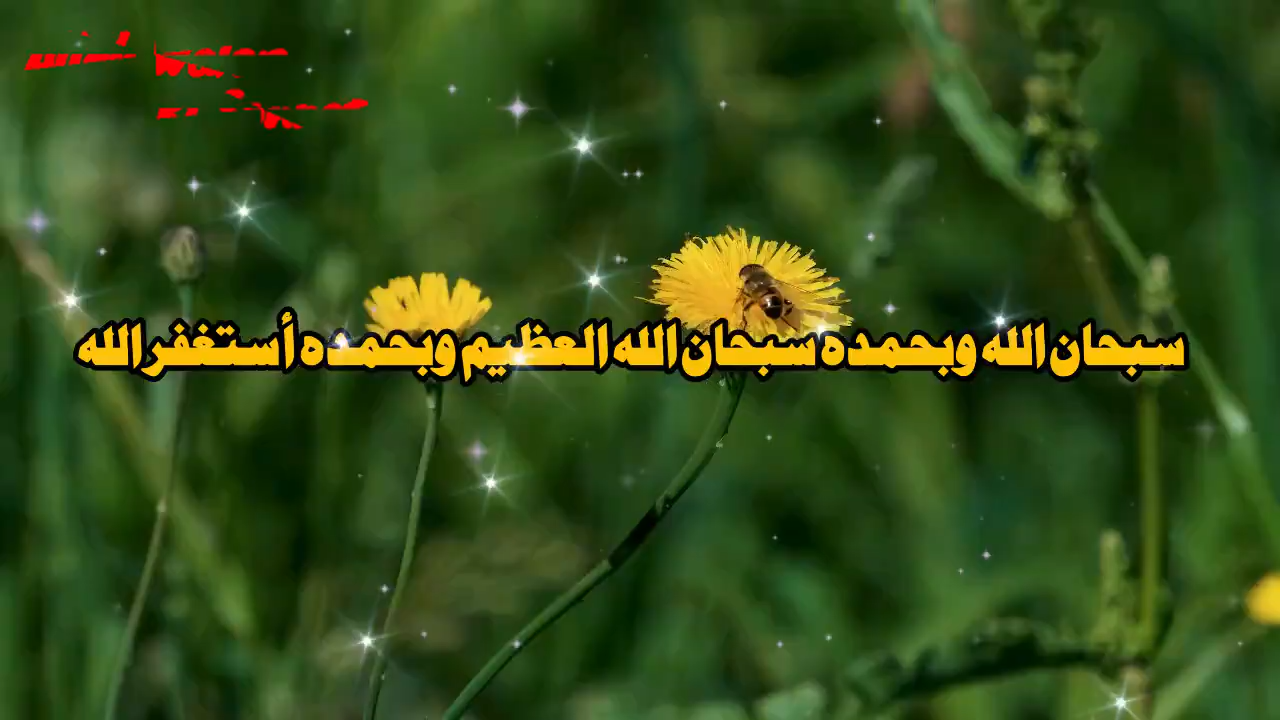 سبحان الله وبحمده سبحان الله العظيم وبحمده أستغفر الله